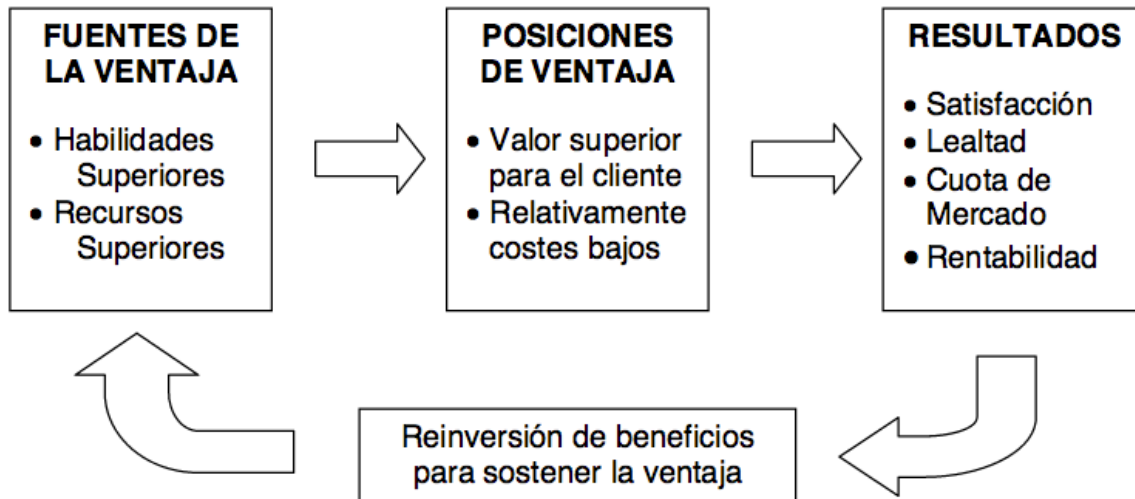 FUENTES DE
LA VENTAJA
• Habilidades
Superiores
• Recursos
Superiores
POSICIONES
DE VENTAJA
• Valor superior
para el cliente
• Relativamente
costes bajos
RESULTADOS
• Satisfacción
• Lealtad
• Cuota de
Mercado
• Rentabilidad
Reinversión de beneficios
para sostener la ventaja